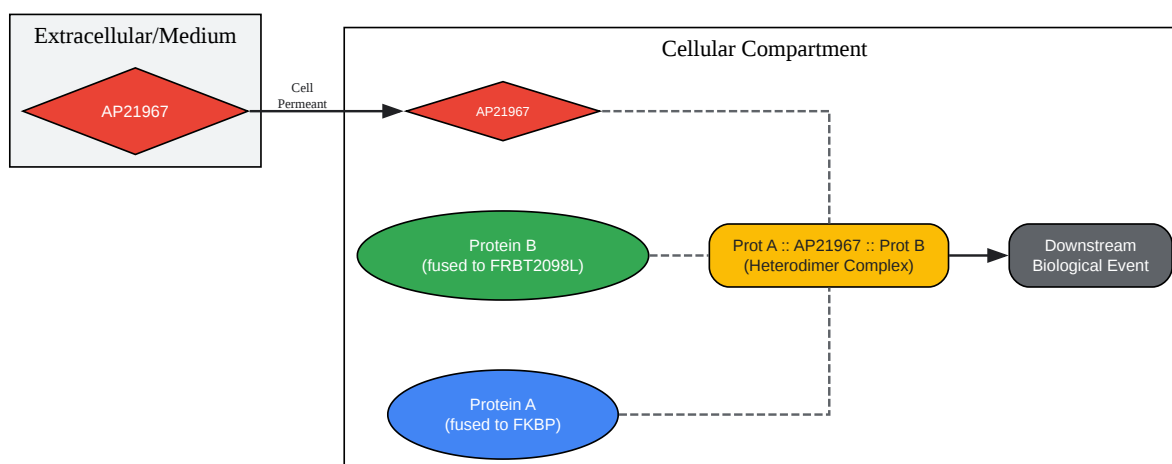 Extracellular/Medium
AP21967
Cell
Permeant
Cellular Compartment
AP21967
Protein B
(fused to FRBT2098L)
Prot A :: AP21967 :: Prot B
(Heterodimer Complex)
Downstream
Biological Event
Protein A
(fused to FKBP)